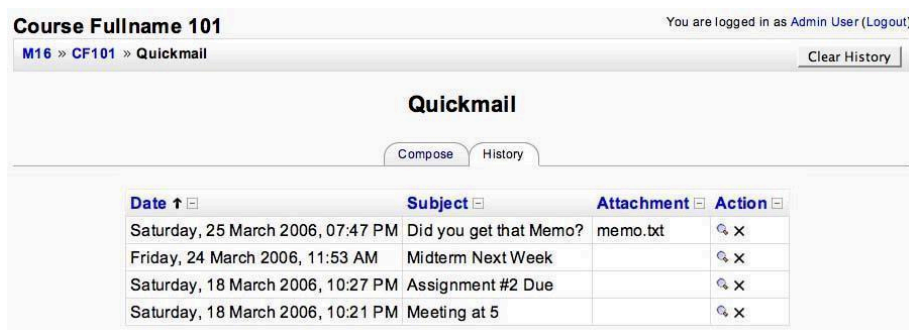 Course Fullname 101
You are logged in as Admin User (Logout)
M16 » CF101 » Quickmail
Clear History
Quickmail
Compose History
Date ↑ Subject Attachment Action
Saturday, 25 March 2006, 07:47 PM Did you get that Memo? memo.txt
Friday, 24 March 2006, 11:53 AM Midterm Next Week
Saturday, 18 March 2006, 10:27 PM Assignment #2 Due
Saturday, 18 March 2006, 10:21 PM Meeting at 5